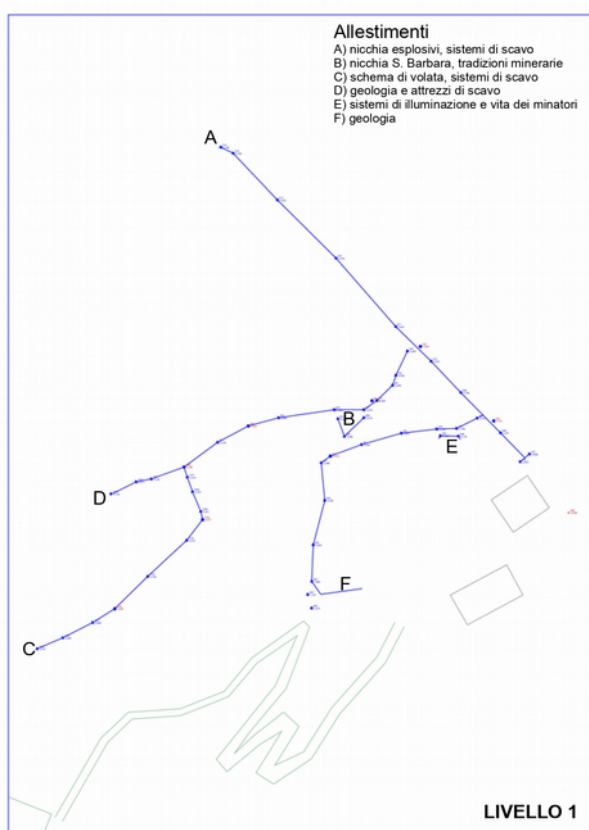 Allestimenti
A) nicchia esplosivi, sistemi di scavo
B) nicchia S. Barbara, tradizioni minerarie
C) schema di volata, sistemi di scavo
D) geologia e attrezzi di scavo
E) sistemi di illuminazione e vita dei minatori
F) geologia
A
B
E
D
F
C
LIVELLO 1